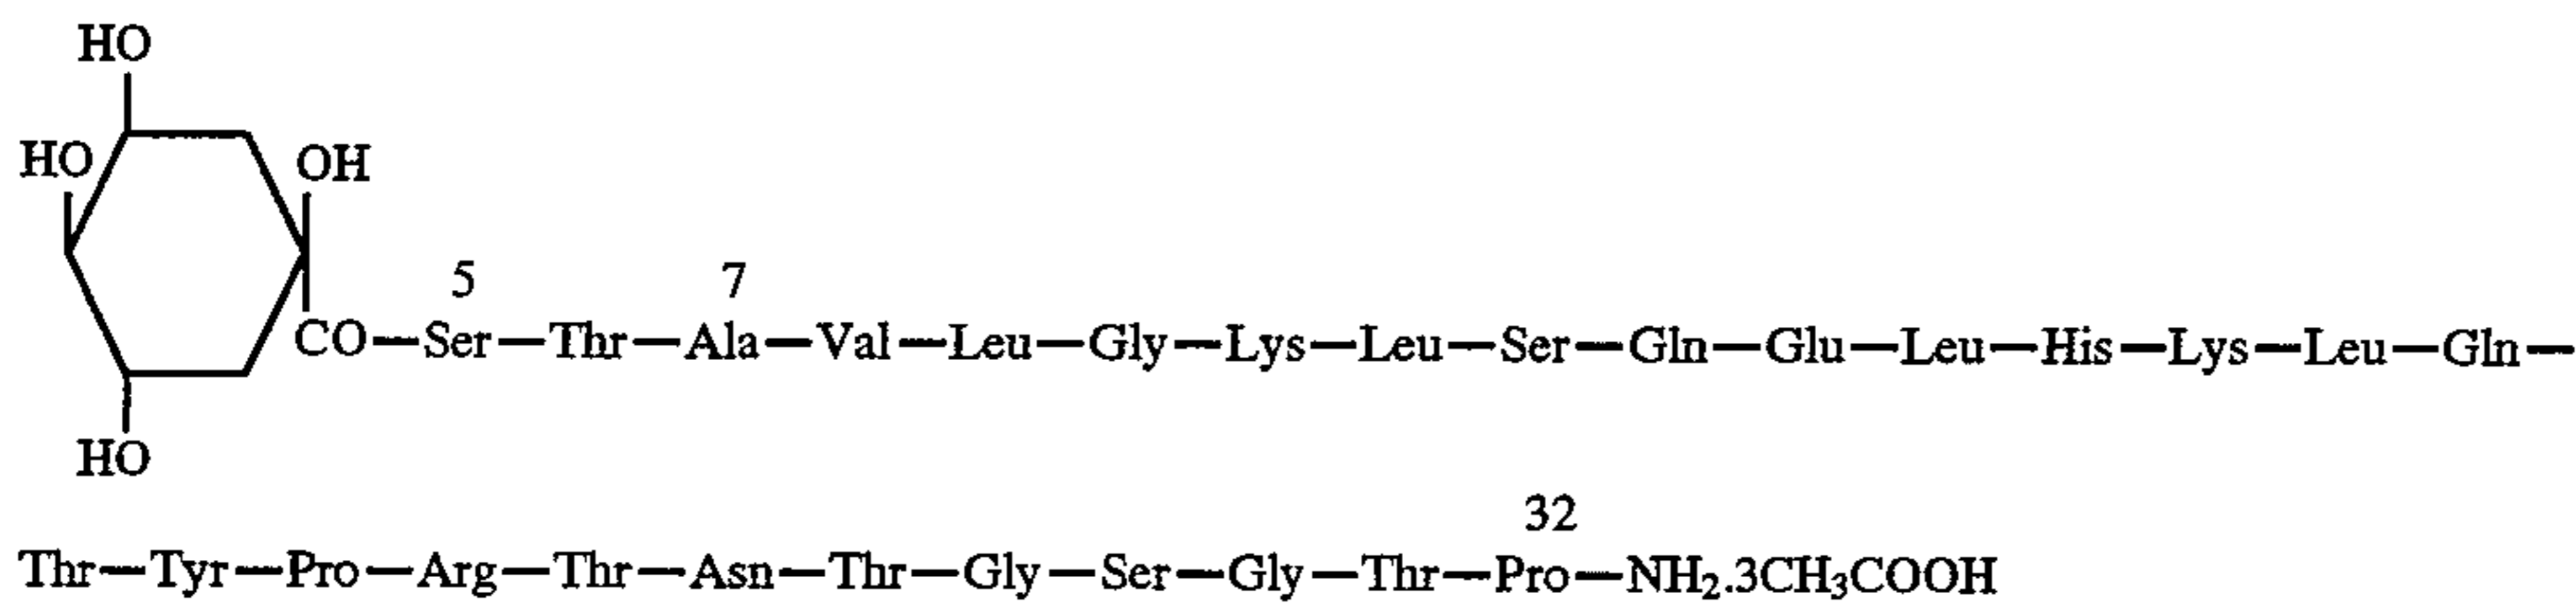 HO
HO
OH
5 7
CO—Ser—Thr—Ala—Val—Leu—Gly—Lys—Leu—Ser—Gln—Glu—Leu—His—Lys—Leu—Gln—
HO
32
Thr—Tyr—Pro—Arg—Thr—Asn—Thr—Gly—Ser—Gly—Thr—Pro—NH₂.3CH₃COOH